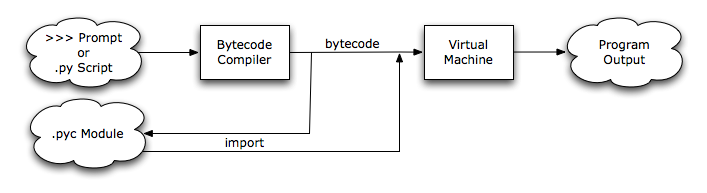 >>> Prompt
or
.py Script
Bytecode
Compiler
bytecode
Virtual
Machine
Program
Output
.pyc Module
import